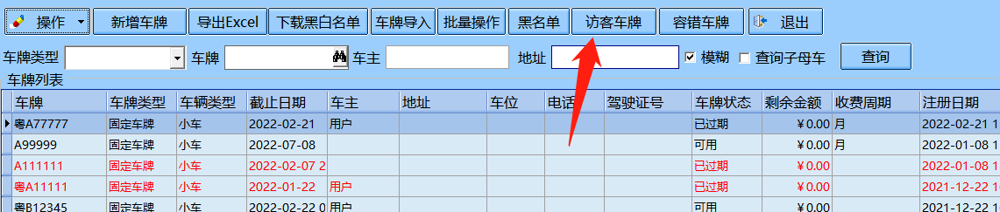 操作 新增车牌 导出Excel 下载黑白名单 车牌导入 批量操作 黑名单 访客车牌 容错车牌 退出
车牌类型 车牌 车主 地址 模糊 查询子母车 查询
车牌列表
车牌 车牌类型 车辆类型 截止日期 车主 地址 车位 电话 驾驶证号 车牌状态 剩余金额 收费周期 注册日期
粤A77777 固定车牌 小车 2022-02-21 用户 已过期 ￥0.00 月 2022-02-21 1
A99999 固定车牌 小车 2022-07-08 可用 ￥0.00 月 2022-01-08 1
A111111 固定车牌 小车 2022-02-07 2 已过期 ￥0.00 2022-01-08 1
粤A11111 固定车牌 小车 2022-01-22 用户 已过期 ￥0.00 2021-12-22 1
粤B12345 固定车牌 小车 2022-02-22 0 用户 可用 ￥0.00 2021-12-22 1